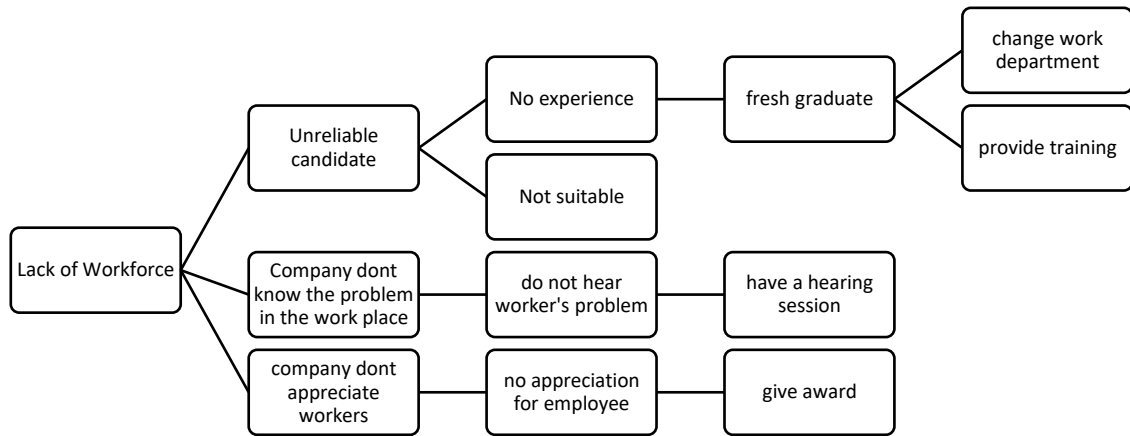 Lack of Workforce
Unreliable
candidate
No experience
fresh graduate
change work
department
provide training
Not suitable
Company dont
know the problem
in the work place
do not hear
worker's problem
have a hearing
session
company dont
appreciate
workers
no appreciation
for employee
give award